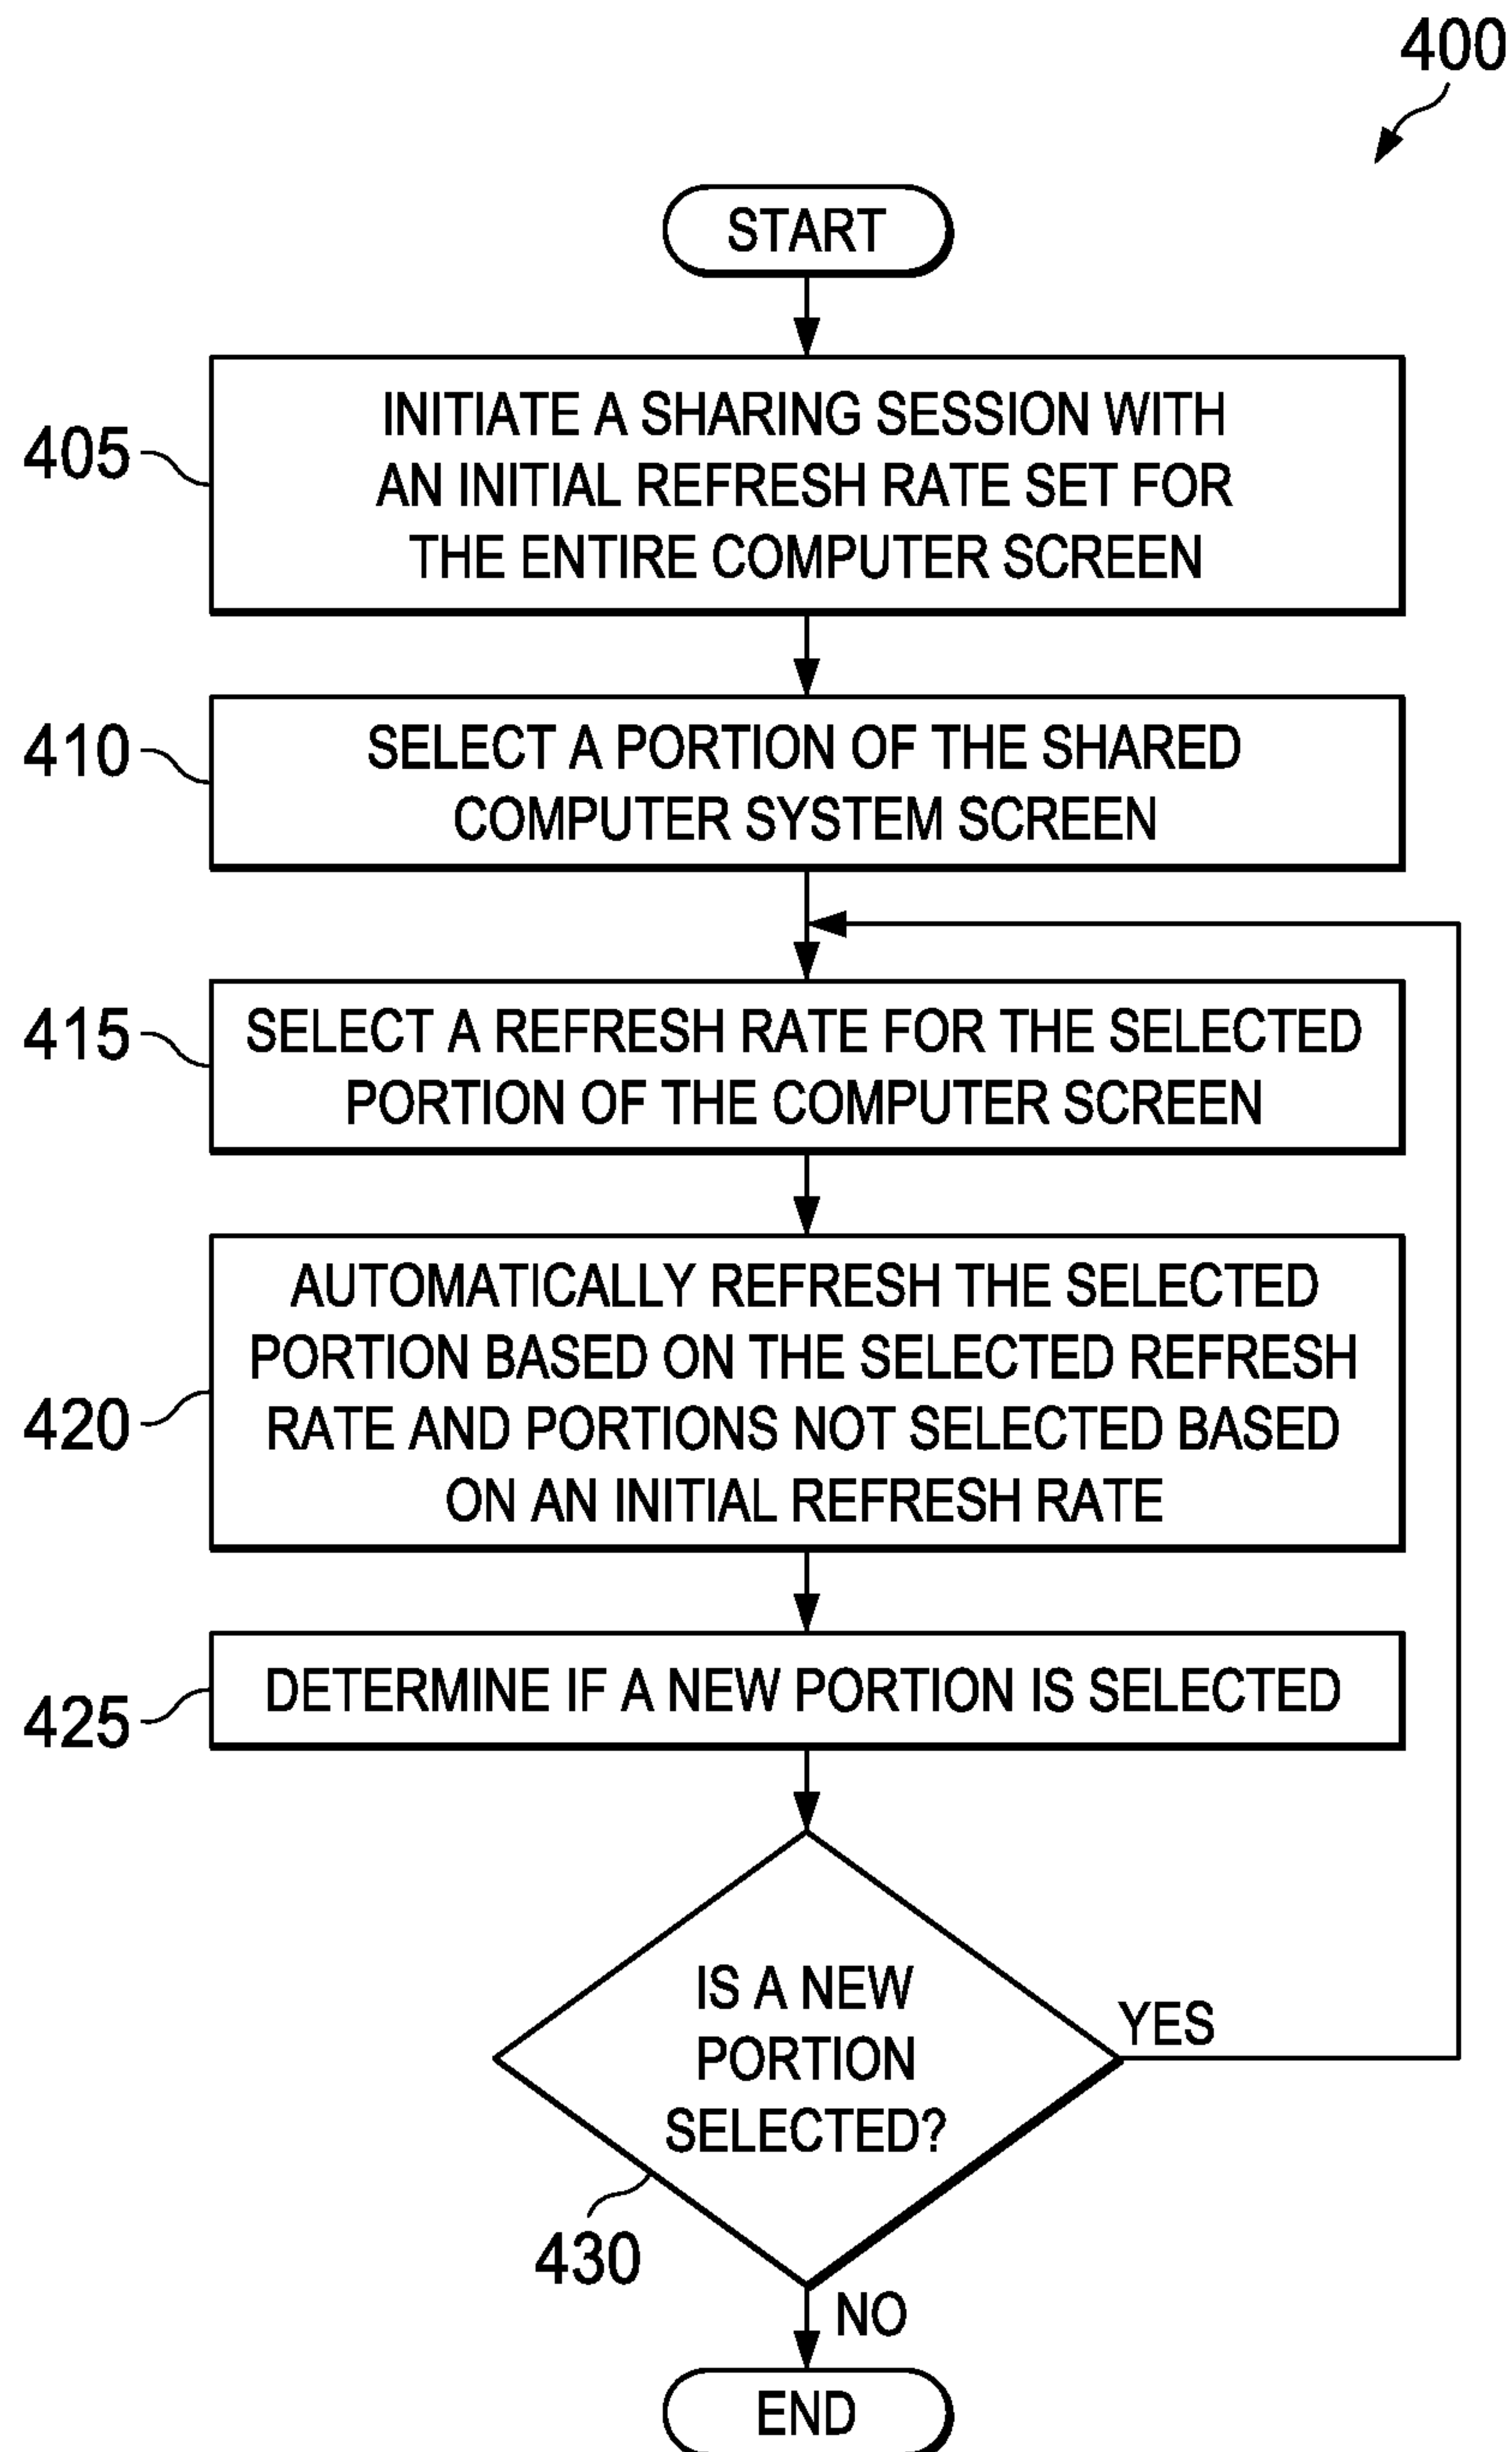 400
START
405
INITIATE A SHARING SESSION WITH
AN INITIAL REFRESH RATE SET FOR
THE ENTIRE COMPUTER SCREEN
410
SELECT A PORTION OF THE SHARED
COMPUTER SYSTEM SCREEN
415
SELECT A REFRESH RATE FOR THE SELECTED
PORTION OF THE COMPUTER SCREEN
420
AUTOMATICALLY REFRESH THE SELECTED
PORTION BASED ON THE SELECTED REFRESH
RATE AND PORTIONS NOT SELECTED BASED
ON AN INITIAL REFRESH RATE
425
DETERMINE IF A NEW PORTION IS SELECTED
IS A NEW
PORTION
SELECTED?
YES
430
NO
END